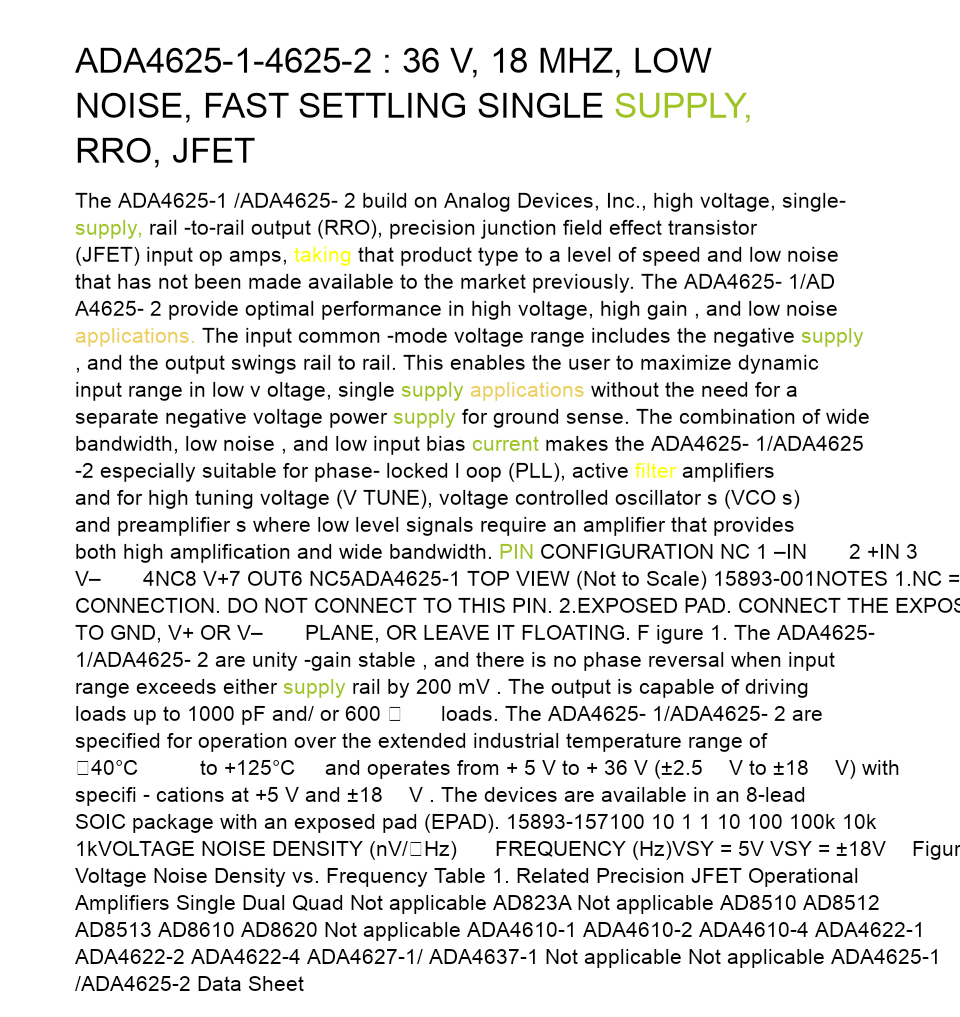 ADA4625-1-4625-2 : 36 V, 18 MHZ, LOW
NOISE, FAST SETTLING SINGLE SUPPLY,
RRO, JFET
The ADA4625-1 /ADA4625- 2 build on Analog Devices, Inc., high voltage, single-
supply, rail -to-rail output (RRO), precision junction field effect transistor
(JFET) input op amps, taking that product type to a level of speed and low noise
that has not been made available to the market previously. The ADA4625- 1/AD
A4625- 2 provide optimal performance in high voltage, high gain , and low noise
applications. The input common -mode voltage range includes the negative supply
, and the output swings rail to rail. This enables the user to maximize dynamic
input range in low v oltage, single supply applications without the need for a
separate negative voltage power supply for ground sense. The combination of wide
bandwidth, low noise , and low input bias current makes the ADA4625- 1/ADA4625
-2 especially suitable for phase- locked l oop (PLL), active filter amplifiers
and for high tuning voltage (V TUNE), voltage controlled oscillator s (VCO s)
and preamplifier s where low level signals require an amplifier that provides
both high amplification and wide bandwidth. PIN CONFIGURATION NC 1 –IN 2 +IN 3
V– 4NC8 V+7 OUT6 NC5ADA4625-1 TOP VIEW (Not to Scale) 15893-001NOTES 1.NC =
CONNECTION. DO NOT CONNECT TO THIS PIN. 2.EXPOSED PAD. CONNECT THE EXPOS
TO GND, V+ OR V– PLANE, OR LEAVE IT FLOATING. F igure 1. The ADA4625-
1/ADA4625- 2 are unity -gain stable , and there is no phase reversal when input
range exceeds either supply rail by 200 mV . The output is capable of driving
loads up to 1000 pF and/ or 600 □ loads. The ADA4625- 1/ADA4625- 2 are
specified for operation over the extended industrial temperature range of
□40°C to +125°C and operates from + 5 V to + 36 V (±2.5 V to ±18 V) with
specifi - cations at +5 V and ±18 V . The devices are available in an 8-lead
SOIC package with an exposed pad (EPAD). 15893-157100 10 1 1 10 100 100k 10k
1kVOLTAGE NOISE DENSITY (nV/□Hz) FREQUENCY (Hz)VSY = 5V VSY = ±18V Figur
Voltage Noise Density vs. Frequency Table 1. Related Precision JFET Operational
Amplifiers Single Dual Quad Not applicable AD823A Not applicable AD8510 AD8512
AD8513 AD8610 AD8620 Not applicable ADA4610-1 ADA4610-2 ADA4610-4 ADA4622-1
ADA4622-2 ADA4622-4 ADA4627-1/ ADA4637-1 Not applicable Not applicable ADA4625-1
/ADA4625-2 Data Sheet